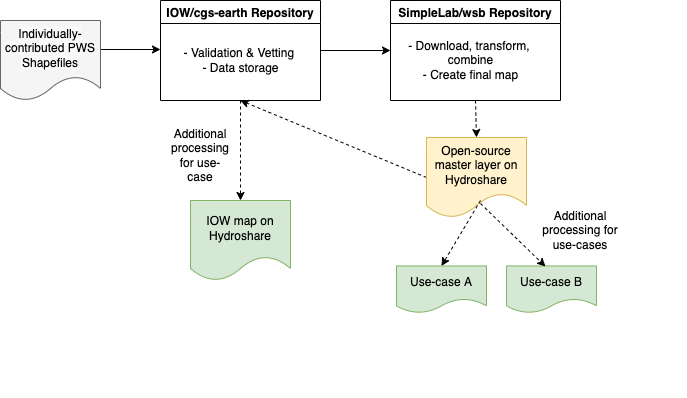 Individually-
contributed PWS
Shapefiles
IOW/cgs-earth Repository
- Validation & Vetting
- Data storage
SimpleLab/wsb Repository
- Download, transform,
combine
- Create final map
Additional
processing
for use-
case
Open-source
master layer on
Hydroshare
IOW map on
Hydroshare
Additional
processing for
use-cases
Use-case A
Use-case B